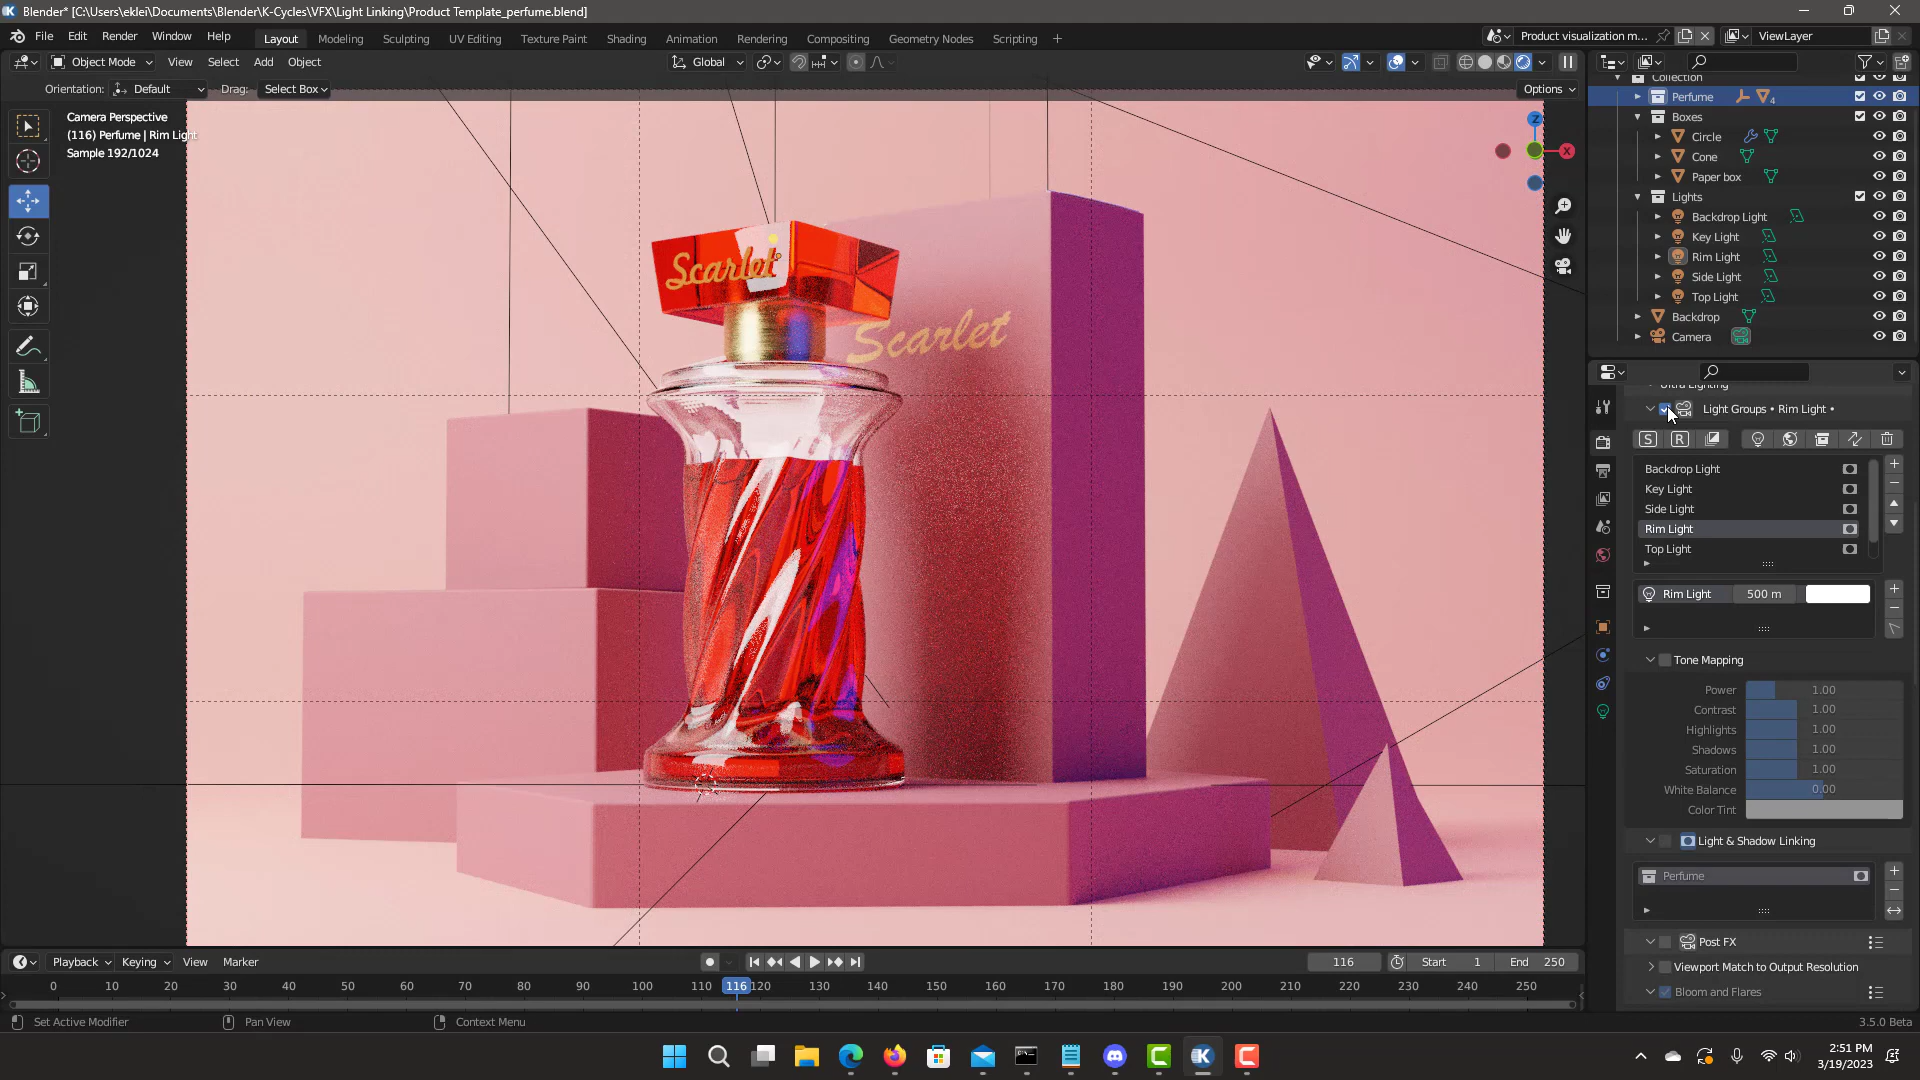 Blender* [C:\Users\eklei\Documents\Blender\K-Cycles\VFX\Light Linking\Product Template_perfume.blend]
File Edit Render Window Help Layout Modeling Sculpting UV Editing Texture Paint Shading Animation Rendering Compositing Geometry Nodes Scripting + Product visualization m... ViewLayer
Object Mode View Select Add Object Global
Orientation: Default Drag: Select Box Options
Camera Perspective
(116) Perfume | Rim Light
Sample 192/1024
Z
X
Scarlet
Scarlet
Collection
Perfume 4
Boxes
Circle
Cone
Paper box
Lights
Backdrop Light
Key Light
Rim Light
Side Light
Top Light
Backdrop
Camera
Ultra Lighting
Light Groups • Rim Light •
S R
Backdrop Light
Key Light
Side Light
Rim Light
Top Light
Rim Light 500 m
Tone Mapping
Power 1.00
Contrast 1.00
Highlights 1.00
Shadows 1.00
Saturation 1.00
White Balance 0.00
Color Tint
Light & Shadow Linking
Perfume
Post FX
Viewport Match to Output Resolution
Bloom and Flares
Playback Keying View Marker 116 Start 1 End 250
0 10 20 30 40 50 60 70 80 90 100 110 116 120 130 140 150 160 170 180 190 200 210 220 230 240 250
Set Active Modifier Pan View Context Menu 3.5.0 Beta
2:51 PM
3/19/2023